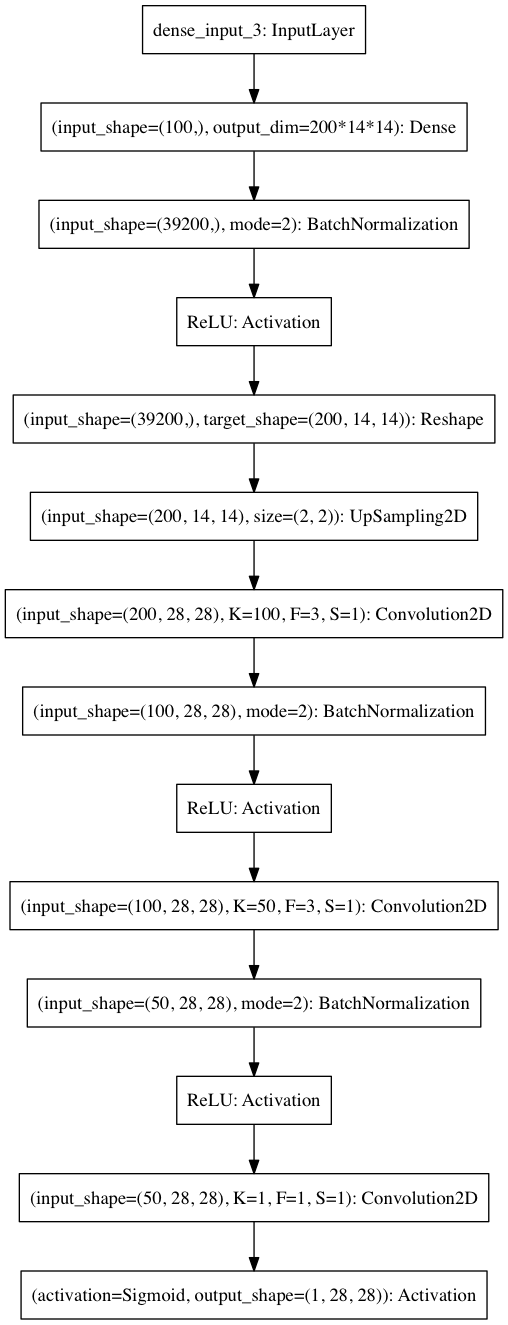 dense_input_3: InputLayer
(input_shape=(100,), output_dim=200*14*14): Dense
(input_shape=(39200,), mode=2): BatchNormalization
ReLU: Activation
(input_shape=(39200,), target_shape=(200, 14, 14)): Reshape
(input_shape=(200, 14, 14), size=(2, 2)): UpSampling2D
(input_shape=(200, 28, 28), K=100, F=3, S=1): Convolution2D
(input_shape=(100, 28, 28), mode=2): BatchNormalization
ReLU: Activation
(input_shape=(100, 28, 28), K=50, F=3, S=1): Convolution2D
(input_shape=(50, 28, 28), mode=2): BatchNormalization
ReLU: Activation
(input_shape=(50, 28, 28), K=1, F=1, S=1): Convolution2D
(activation=Sigmoid, output_shape=(1, 28, 28)): Activation